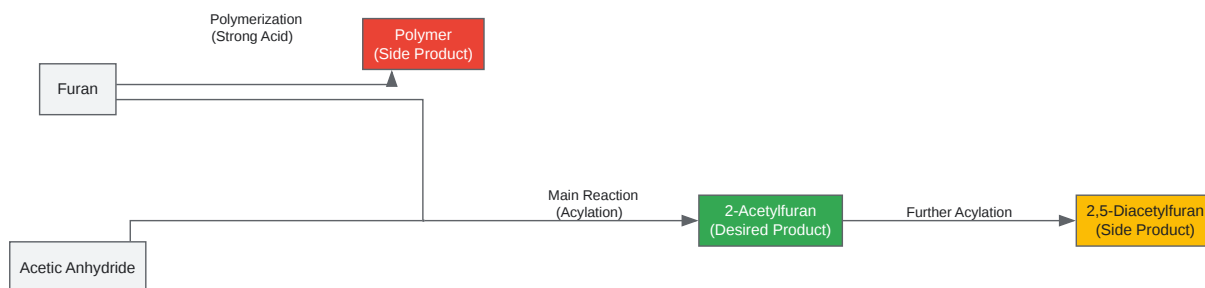 Polymerization
(Strong Acid)
Polymer
(Side Product)
Furan
Main Reaction
(Acylation)
2-Acetylfuran
(Desired Product)
Further Acylation
2,5-Diacetylfuran
(Side Product)
Acetic Anhydride